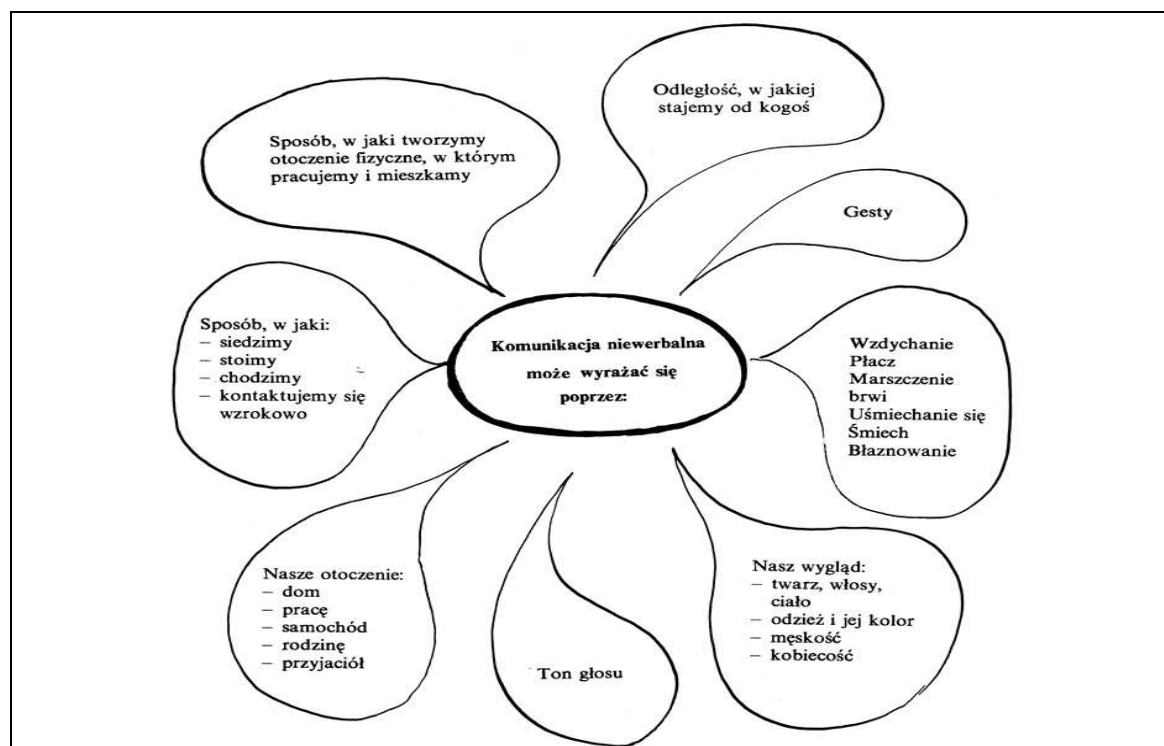 Odległość, w jakiej
stajemy od kogoś
Sposób, w jaki tworzymy
otoczenie fizyczne, w którym
pracujemy i mieszkamy
Gesty
Sposób, w jaki:
– siedzimy
– stoimy
– chodzimy
– kontaktujemy się
wzrokowo
Komunikacja niewerbalna
może wyrażać się
poprzez:
Wzdychanie
Płacz
Marszczenie
brwi
Uśmiechanie się
Śmiech
Błaznowanie
Nasze otoczenie:
– dom
– pracę
– samochód
– rodzinę
– przyjaciół
Ton głosu
Nasz wygląd:
– twarz, włosy,
ciało
– odzież i jej kolor
– męskość
– kobiecość